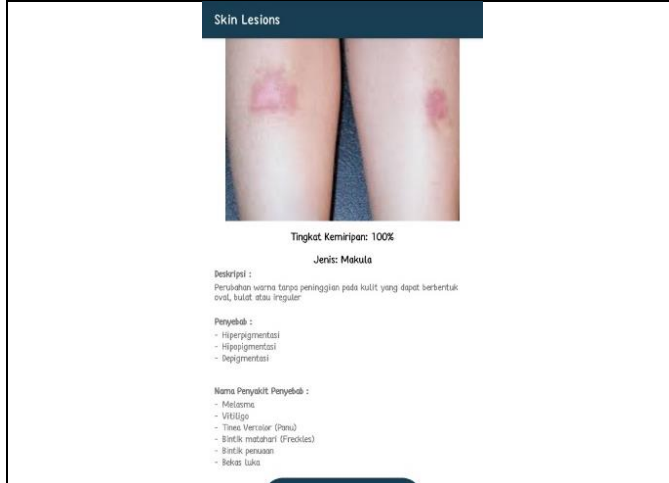 Skin Lesions
Tingkat Kemiripan: 100%
Jenis: Makula
Deskripsi :
Perubahan warna tanpa peninggian pada kulit yang dapat berbentuk
oval, bulat atau ireguler
Penyebab :
- Hiperpigmentasi
- Hipopigmentasi
- Depigmentasi
Nama Penyakit Penyebab :
- Melasma
- Vitiligo
- Tinea Versolor (Panu)
- Bintik matahari (Freckles)
- Bintik penuaan
- Bekas luka